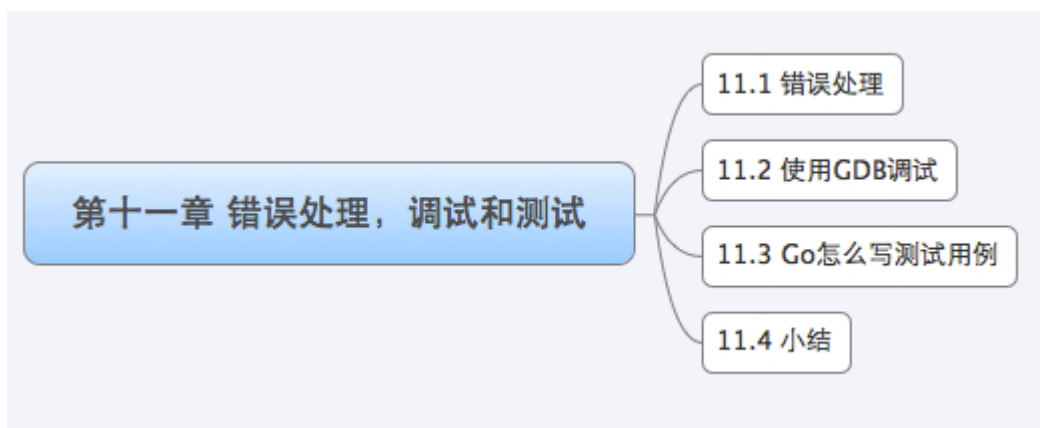 第十一章 错误处理，调试和测试
11.1 错误处理
11.2 使用GDB调试
11.3 Go怎么写测试用例
11.4 小结